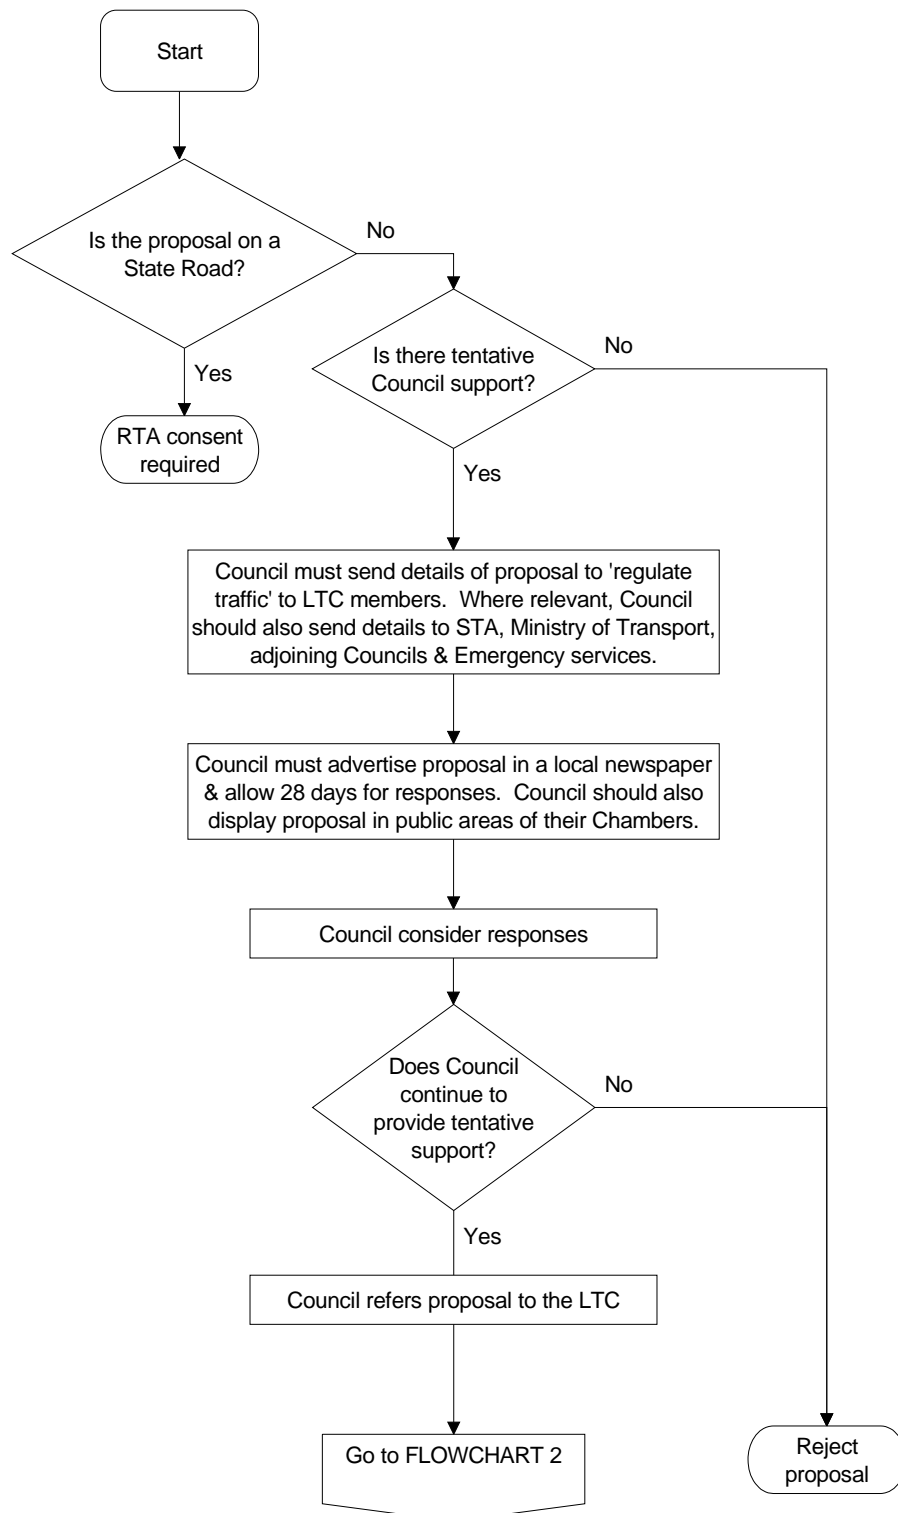 Start
Is the proposal on a
State Road?
No
Yes
RTA consent
required
Is there tentative
Council support?
No
Yes
Council must send details of proposal to 'regulate
traffic' to LTC members.  Where relevant, Council
should also send details to STA, Ministry of Transport,
adjoining Councils & Emergency services.
Council must advertise proposal in a local newspaper
& allow 28 days for responses.  Council should also
display proposal in public areas of their Chambers.
Council consider responses
Does Council
continue to
provide tentative
support?
No
Yes
Council refers proposal to the LTC
Go to FLOWCHART 2
Reject
proposal